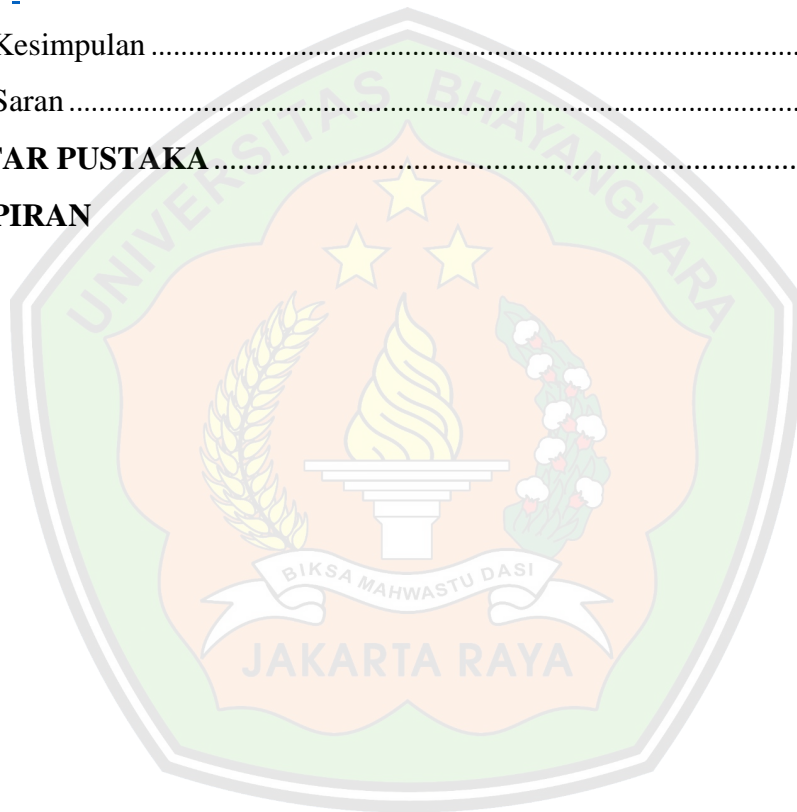 Kesimpulan ...........................................................................................
Saran ......................................................................................................
TAR PUSTAKA ..............................................................................
PIRAN
UNIVERSITAS BHAYANGKARA
BIKSA MAHWASTU DASI
JAKARTA RAYA